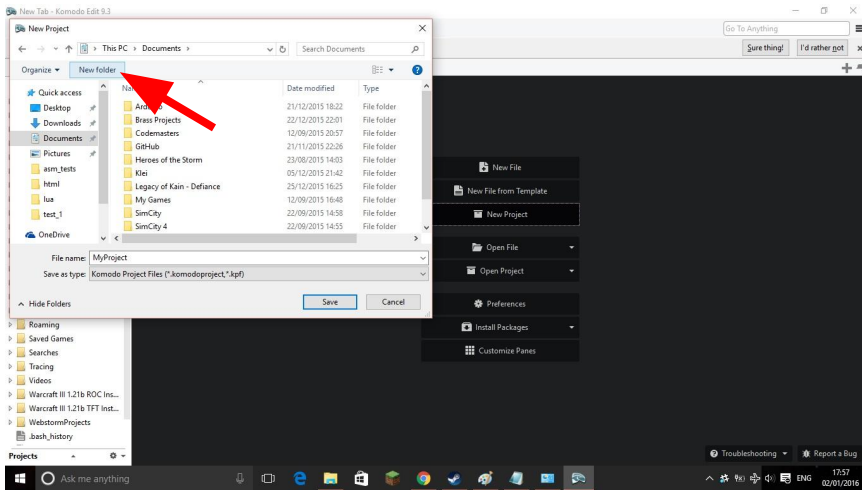 New Tab - Komodo Edit 9.3
New Project
Go To Anything
This PC > Documents >
Search Documents
Sure thing!
I'd rather not
Organize
New folder
Quick access
Desktop
Downloads
Documents
Pictures
asm_tests
html
lua
test_1
OneDrive
Date modified
Type
21/12/2015 18:22
File folder
Brass Projects
22/12/2015 22:01
File folder
Codemasters
12/09/2015 20:57
File folder
GitHub
21/11/2015 22:26
File folder
Heroes of the Storm
23/08/2015 14:03
File folder
Klei
05/12/2015 21:42
File folder
Legacy of Kain - Defiance
25/12/2015 16:25
File folder
My Games
12/09/2015 16:48
File folder
SimCity
22/09/2015 14:58
File folder
SimCity 4
22/09/2015 14:55
File folder
File name: MyProject
Save as type: Komodo Project Files (*.komodoproject,*.kpf)
Hide Folders
Save
Cancel
New File
New File from Template
New Project
Open File
Open Project
Preferences
Install Packages
Customize Panes
Roaming
Saved Games
Searches
Tracing
Videos
Warcraft III 1.21b ROC Ins...
Warcraft III 1.21b TFT Inst...
WebstormProjects
.bash_history
Projects
Troubleshooting
Report a Bug
Ask me anything
ENG
17:57
02/01/2016